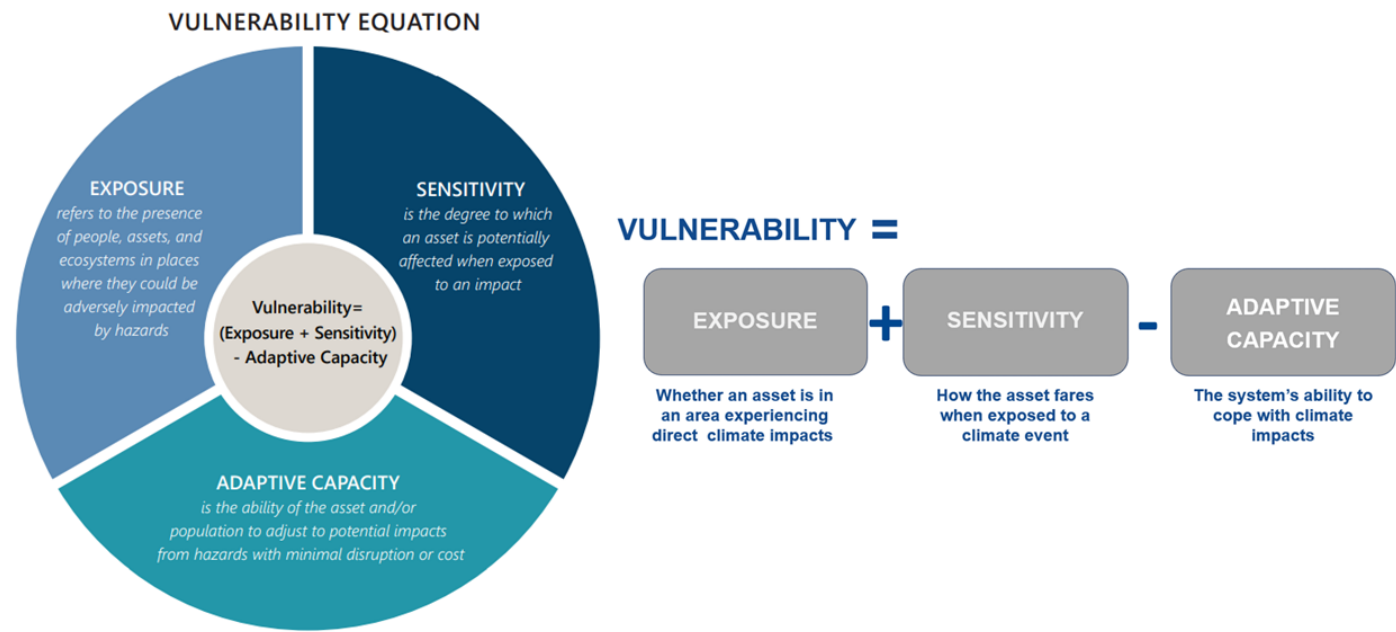 VULNERABILITY EQUATION
EXPOSURE
refers to the presence
of people, assets, and
ecosystems in places
where they could be
adversely impacted
by hazards
SENSITIVITY
is the degree to which
an asset is potentially
affected when exposed
to an impact
Vulnerability=
(Exposure + Sensitivity)
- Adaptive Capacity
ADAPTIVE CAPACITY
is the ability of the asset and/or
population to adjust to potential impacts
from hazards with minimal disruption or cost
VULNERABILITY =
EXPOSURE
+
SENSITIVITY
-
ADAPTIVE
CAPACITY
Whether an asset is in
an area experiencing
direct climate impacts
How the asset fares
when exposed to a
climate event
The system’s ability to
cope with climate
impacts